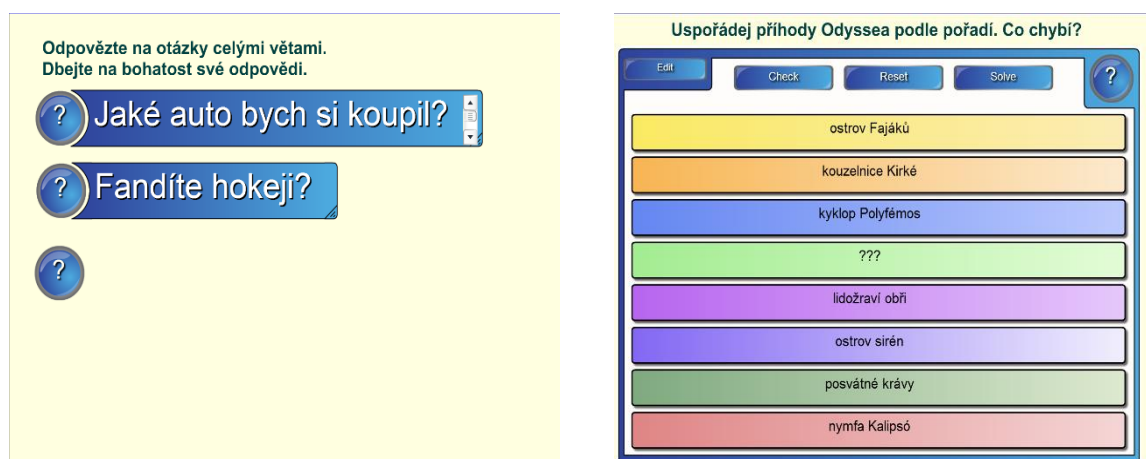 Odpovězte na otázky celými větami.
Dbejte na bohatost své odpovědi.
? Jaké auto bych si koupil?
? Fandíte hokeji?
?
Uspořádej příhody Odyssea podle pořadí. Co chybí?
Edit Check Reset Solve ?
ostrov Fajáků
kouzelnice Kirké
kyklop Polyfémos
???
lidožraví obři
ostrov sirén
posvátné krávy
nymfa Kalipsó